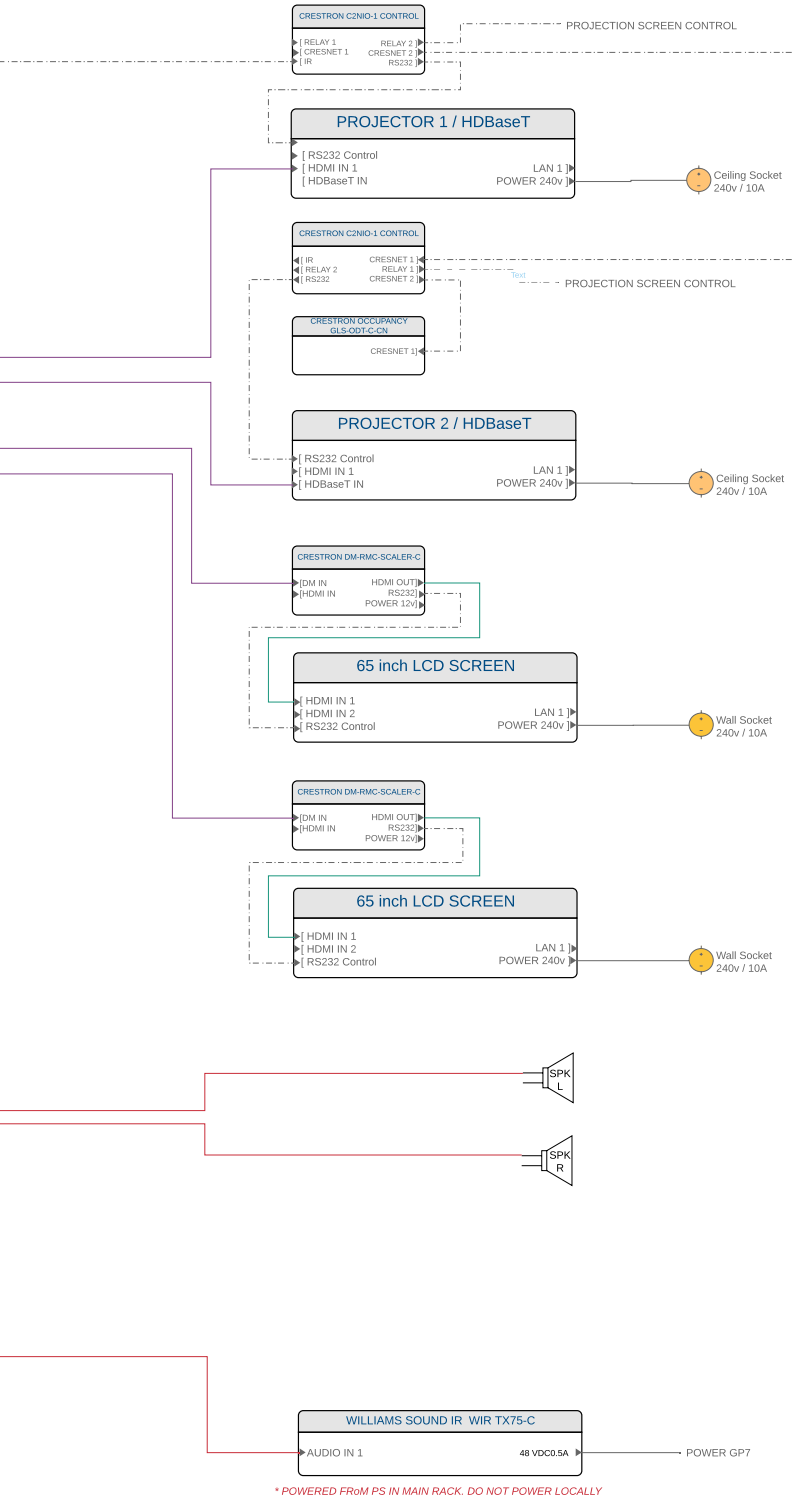 CRESTRON C2NIO-1 CONTROL
[ RELAY 1
[ CRESNET 1
[ IR
RELAY 2 ]
CRESNET 2 ]
RS232 ]
PROJECTION SCREEN CONTROL
PROJECTOR 1 / HDBaseT
[ RS232 Control
[ HDMI IN 1
[ HDBaseT IN
LAN 1 ]
POWER 240v ]
Ceiling Socket
240v / 10A
CRESTRON C2NIO-1 CONTROL
[ IR
[ RELAY 2
[ RS232
CRESNET 1 ]
RELAY 1 ]
CRESNET 2 ]
Text
PROJECTION SCREEN CONTROL
CRESTRON OCCUPANCY
GLS-ODT-C-CN
CRESNET 1]
PROJECTOR 2 / HDBaseT
[ RS232 Control
[ HDMI IN 1
[ HDBaseT IN
LAN 1 ]
POWER 240v ]
Ceiling Socket
240v / 10A
CRESTRON DM-RMC-SCALER-C
[DM IN
[HDMI IN
HDMI OUT]
RS232]
POWER 12v]
65 inch LCD SCREEN
[ HDMI IN 1
[ HDMI IN 2
[ RS232 Control
LAN 1 ]
POWER 240v ]
Wall Socket
240v / 10A
CRESTRON DM-RMC-SCALER-C
[DM IN
[HDMI IN
HDMI OUT]
RS232]
POWER 12v]
65 inch LCD SCREEN
[ HDMI IN 1
[ HDMI IN 2
[ RS232 Control
LAN 1 ]
POWER 240v ]
Wall Socket
240v / 10A
SPK
L
SPK
R
WILLIAMS SOUND IR  WIR TX75-C
AUDIO IN 1
48 VDC0.5A
POWER GP7
* POWERED FRoM PS IN MAIN RACK. DO NOT POWER LOCALLY